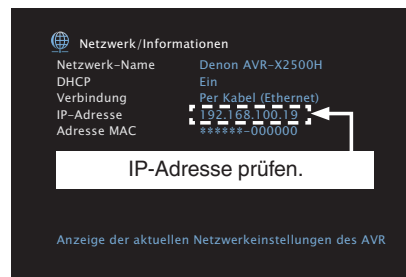 Netzwerk/Informationen
Netzwerk-Name Denon AVR-X2500H
DHCP Ein
Verbindung Per Kabel (Ethernet)
IP-Adresse 192.168.100.19
Adresse MAC ******-000000
IP-Adresse prüfen.
Anzeige der aktuellen Netzwerkeinstellungen des AVR